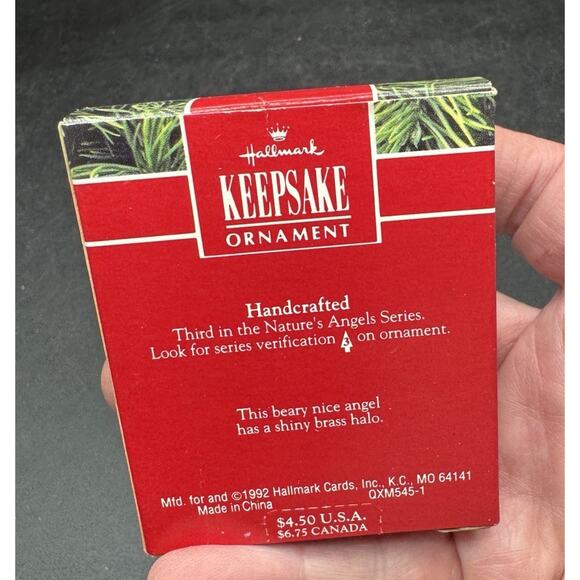 Hallmark
KEEPSAKE
ORNAMENT
Handcrafted
Third in the Nature's Angels Series.
Look for series verification 3 on ornament.
This beary nice angel
has a shiny brass halo.
Mfd. for and ©1992 Hallmark Cards, Inc., K.C., MO 64141
Made in China QXM545-1
$4.50 U.S.A.
$6.75 CANADA